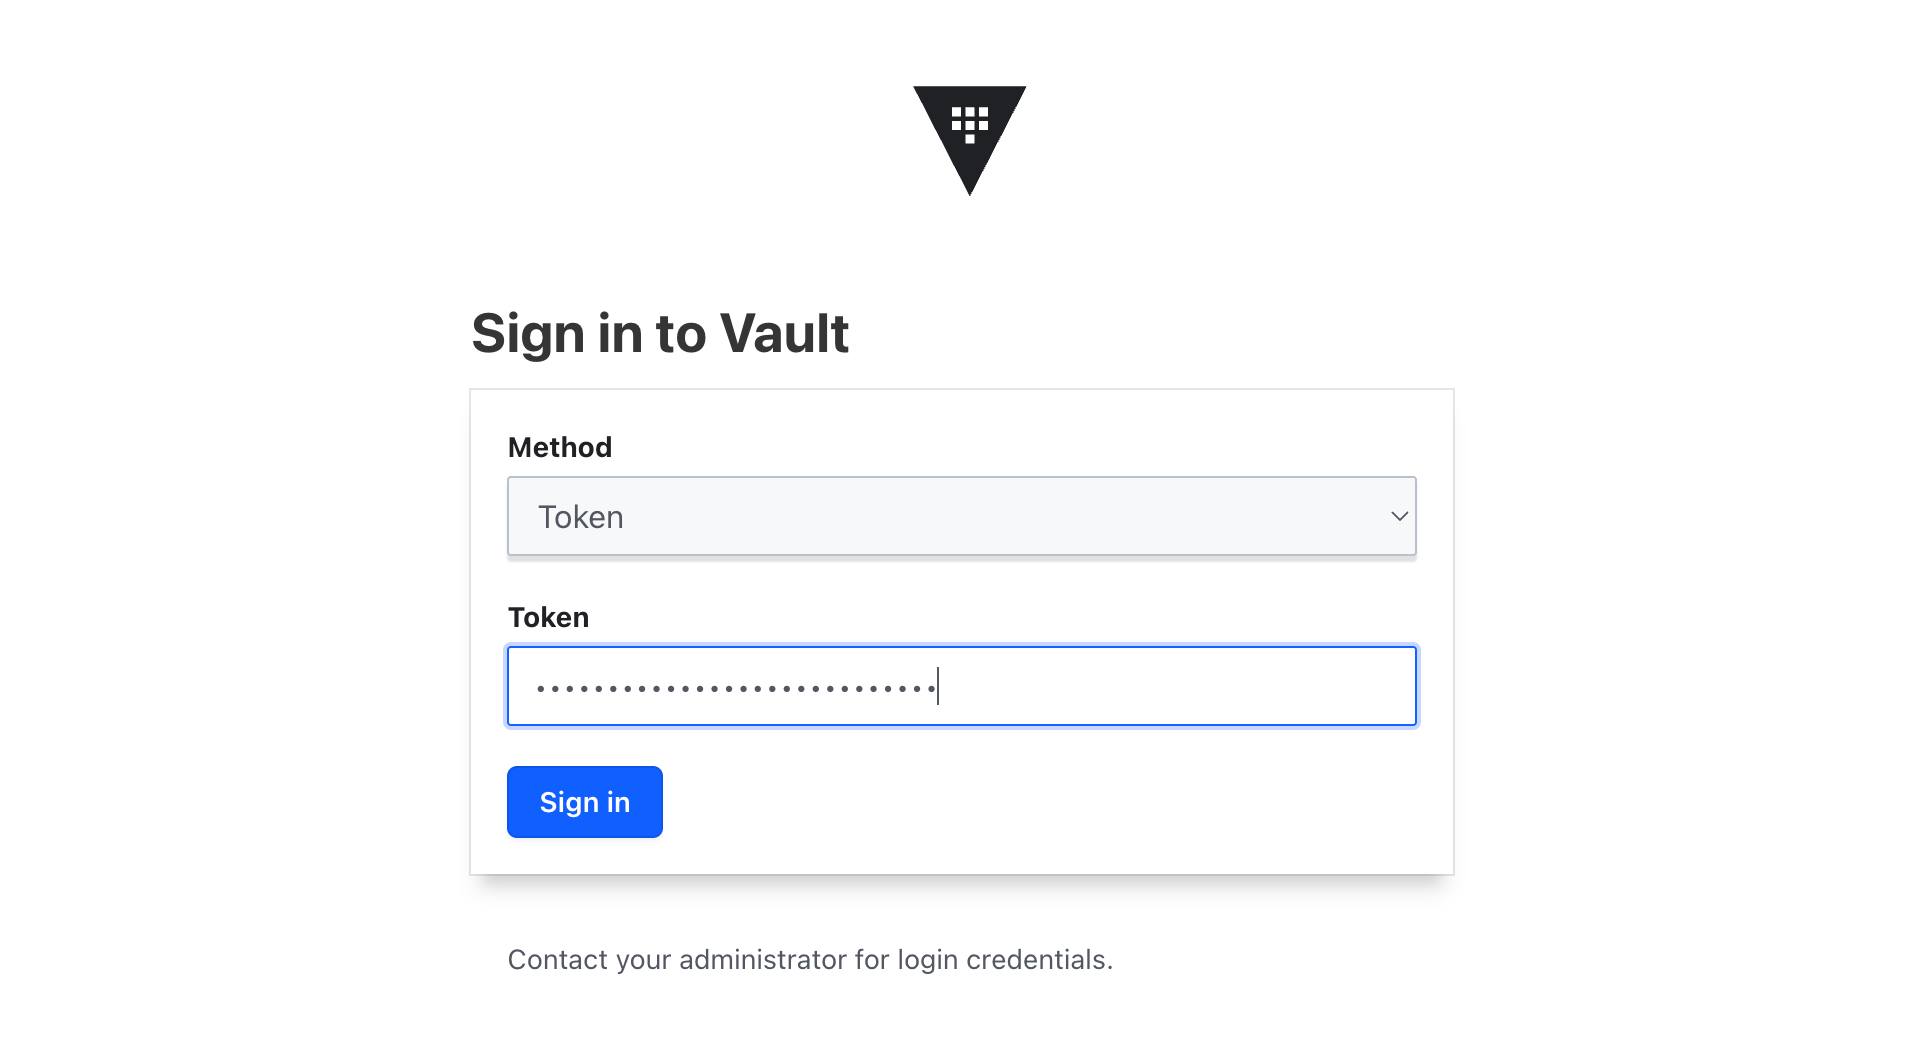 Sign in to Vault
Method
Token
Token
••••••••••••••••••••••••••••
Sign in
Contact your administrator for login credentials.